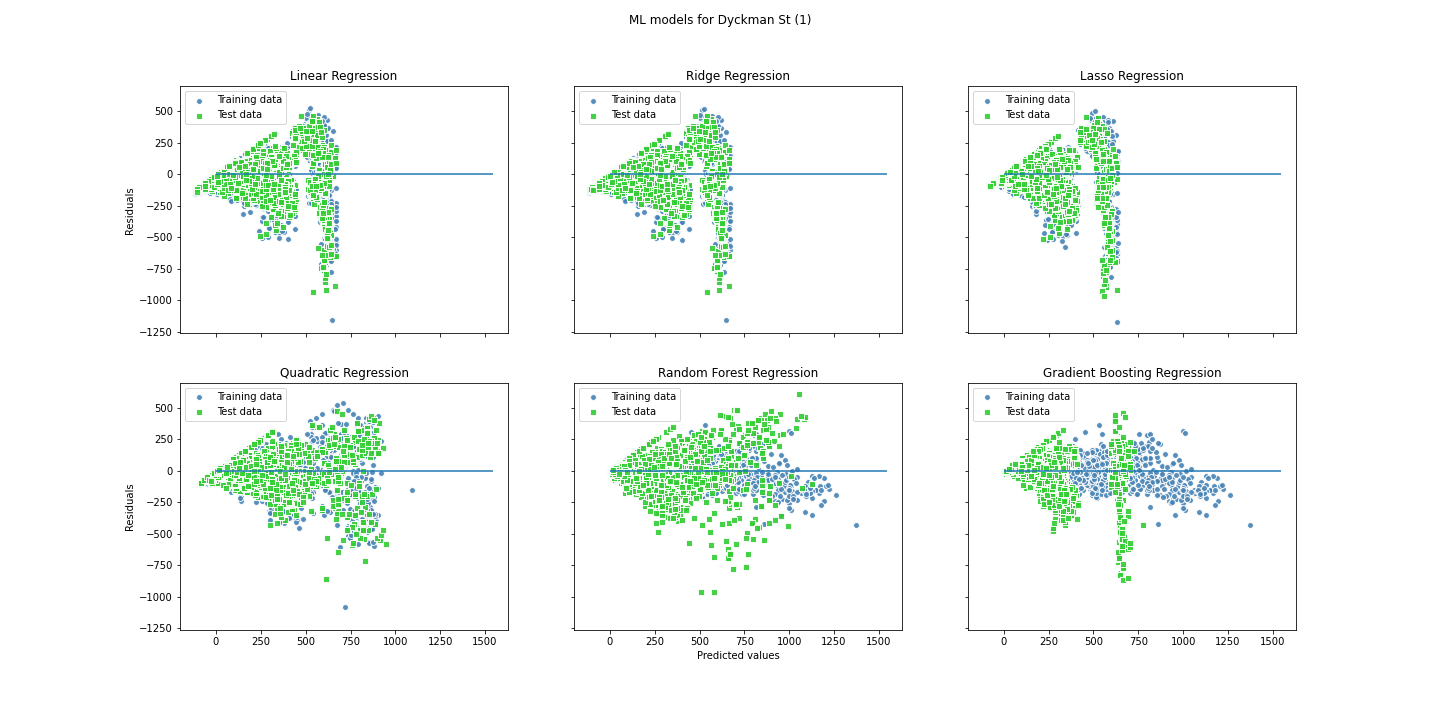 ML models for Dyckman St (1)
Linear Regression
Ridge Regression
Lasso Regression
Training data
Test data
Training data
Test data
Training data
Test data
500
250
0
−250
−500
−750
−1000
−1250
Residuals
Quadratic Regression
Random Forest Regression
Gradient Boosting Regression
Training data
Test data
Training data
Test data
Training data
Test data
500
250
0
−250
−500
−750
−1000
−1250
Residuals
0 250 500 750 1000 1250 1500
0 250 500 750 1000 1250 1500
0 250 500 750 1000 1250 1500
Predicted values